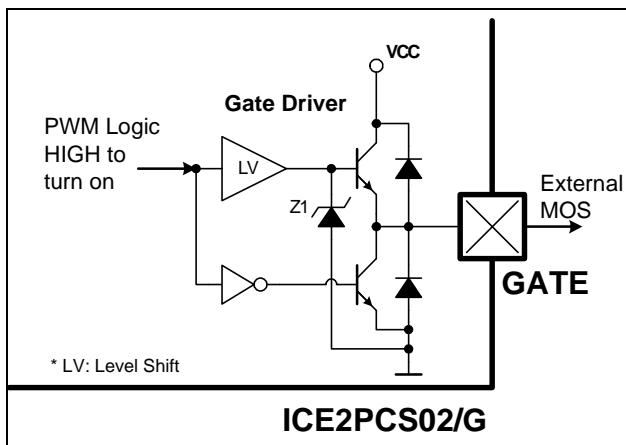 VCC
Gate Driver
PWM Logic
HIGH to
turn on
LV
Z1
External
MOS
GATE
* LV: Level Shift
ICE2PCS02/G